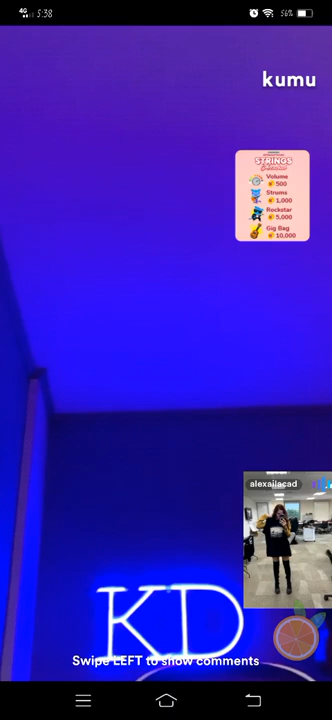 4G 5:38 56%
kumu
STRINGS
Volume
500
Strums
1,000
Rockstar
5,000
Gig Bag
10,000
alexailacad
KD
Swipe LEFT to show comments